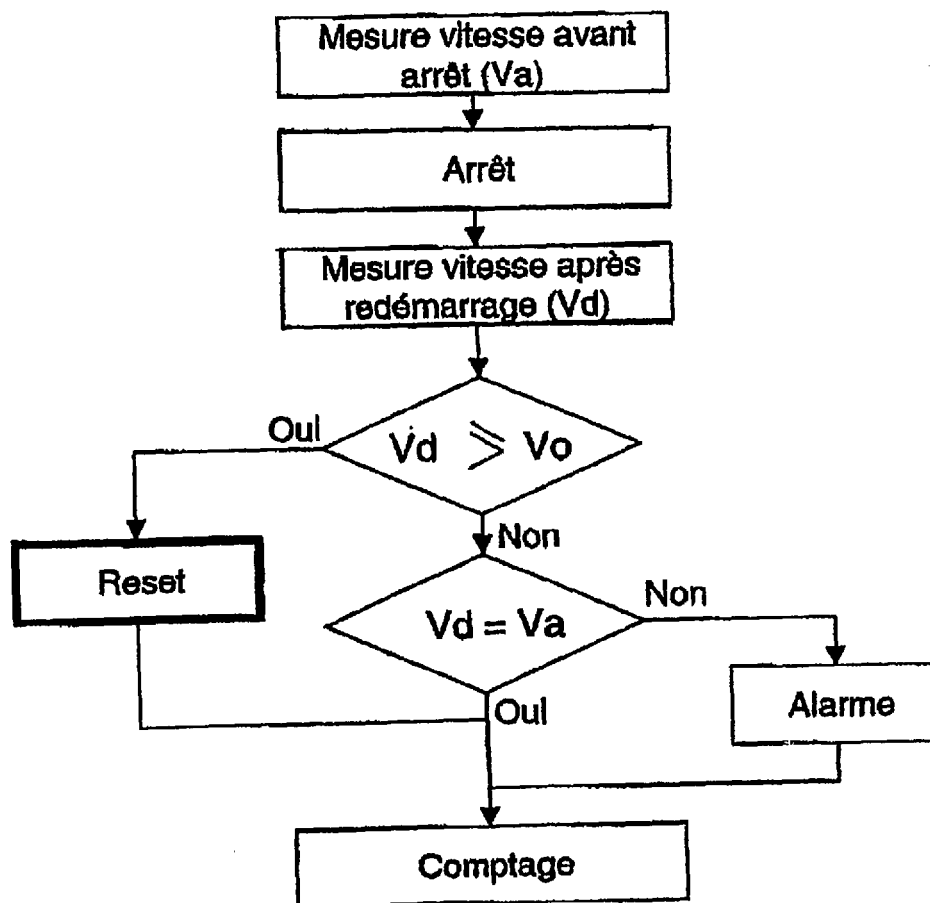 Mesure vitesse avant
arrêt (Va)
Arrêt
Mesure vitesse après
redémarrage (Vd)
Oui
Vd ⩾ Vo
Non
Reset
Vd = Va
Non
Oui
Alarme
Comptage